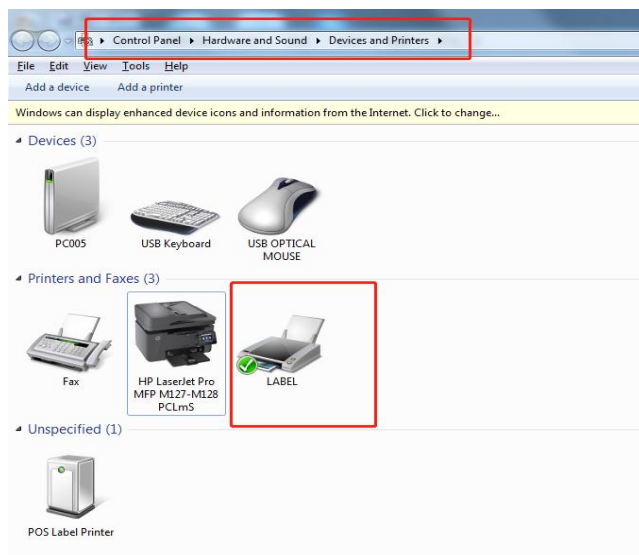 Control Panel ▸ Hardware and Sound ▸ Devices and Printers ▸
File Edit View Tools Help
Add a device Add a printer
Windows can display enhanced device icons and information from the Internet. Click to change...
Devices (3)
PC005 USB Keyboard USB OPTICAL
MOUSE
Printers and Faxes (3)
Fax HP LaserJet Pro LABEL
MFP M127-M128
PCLmS
Unspecified (1)
POS Label Printer